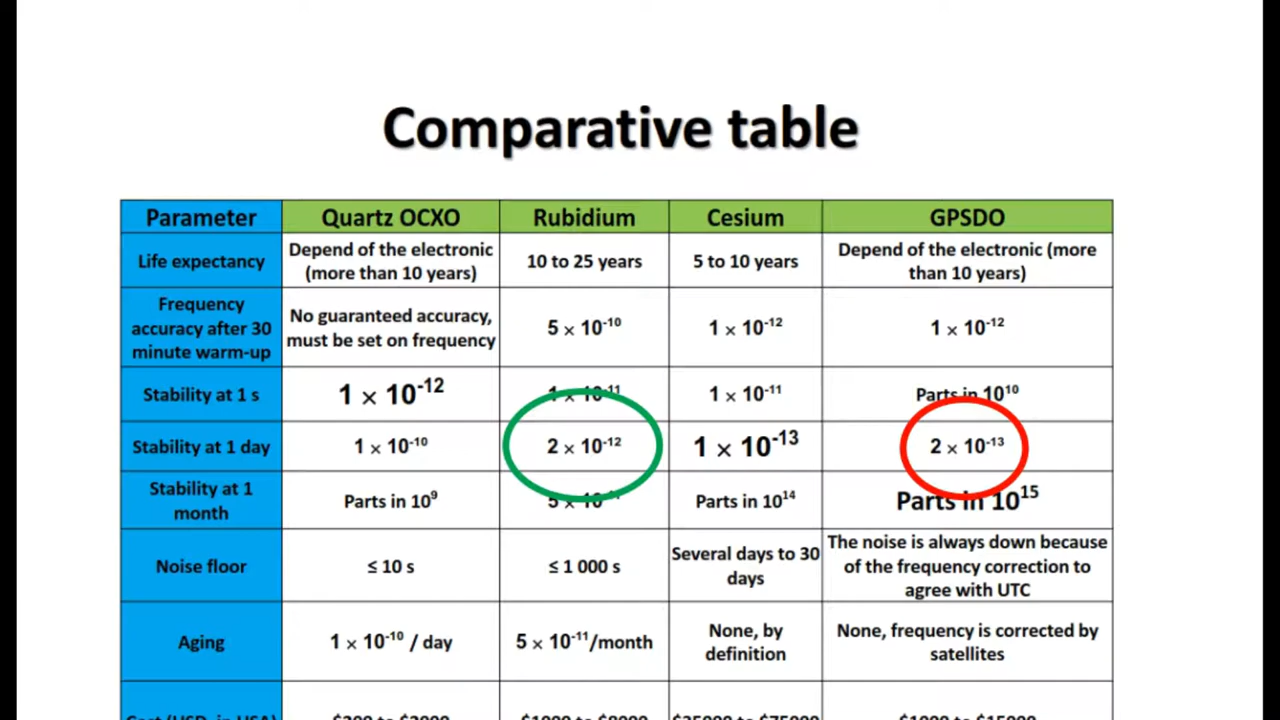 Comparative table
Parameter Quartz OCXO Rubidium Cesium GPSDO
Life expectancy
Depend of the electronic
(more than 10 years)
10 to 25 years
5 to 10 years
Depend of the electronic (more
than 10 years)
Frequency
accuracy after 30
minute warm-up
No guaranteed accuracy,
must be set on frequency
5 × 10⁻¹⁰
1 × 10⁻¹²
1 × 10⁻¹²
Stability at 1 s
1 × 10⁻¹²
1 × 10⁻¹¹
1 × 10⁻¹¹
Parts in 10¹⁰
Stability at 1 day
1 × 10⁻¹⁰
2 × 10⁻¹²
1 × 10⁻¹³
2 × 10⁻¹³
Stability at 1
month
Parts in 10⁹
5 × 10
Parts in 10¹⁴
Parts in 10¹⁵
Noise floor
≤ 10 s
≤ 1 000 s
Several days to 30
days
The noise is always down because
of the frequency correction to
agree with UTC
Aging
1 × 10⁻¹⁰ / day
5 × 10⁻¹¹/month
None, by
definition
None, frequency is corrected by
satellites